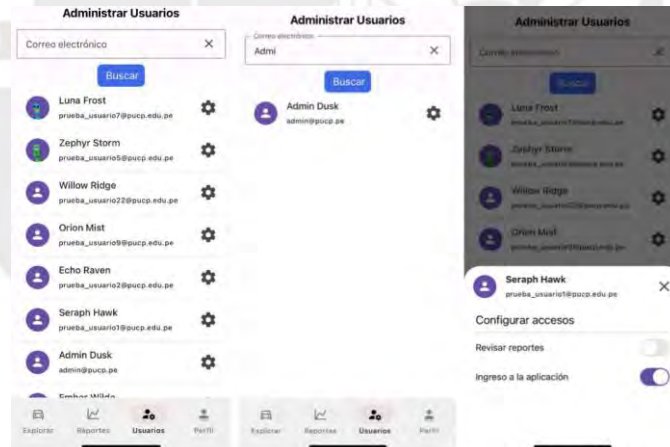 Administrar Usuarios
Correo electrónico
Buscar
Luna Frost
prueba_usuario7@pucp.edu.pe
Zephyr Storm
prueba_usuario5@pucp.edu.pe
Willow Ridge
prueba_usuario22@pucp.edu.pe
Orion Mist
prueba_usuario9@pucp.edu.pe
Echo Raven
prueba_usuario2@pucp.edu.pe
Seraph Hawk
prueba_usuario1@pucp.edu.pe
Admin Dusk
admin@pucp.pe
Explorar Reportes Usuarios Perfil
Administrar Usuarios
Correo electrónico
Admi
Buscar
Admin Dusk
admin@pucp.pe
Explorar Reportes Usuarios Perfil
Administrar Usuarios
Correo electrónico
Buscar
Luna Frost
Zephyr Storm
Willow Ridge
Orion Mist
Seraph Hawk
prueba_usuario1@pucp.edu.pe
Configurar accesos
Revisar reportes
Ingreso a la aplicación